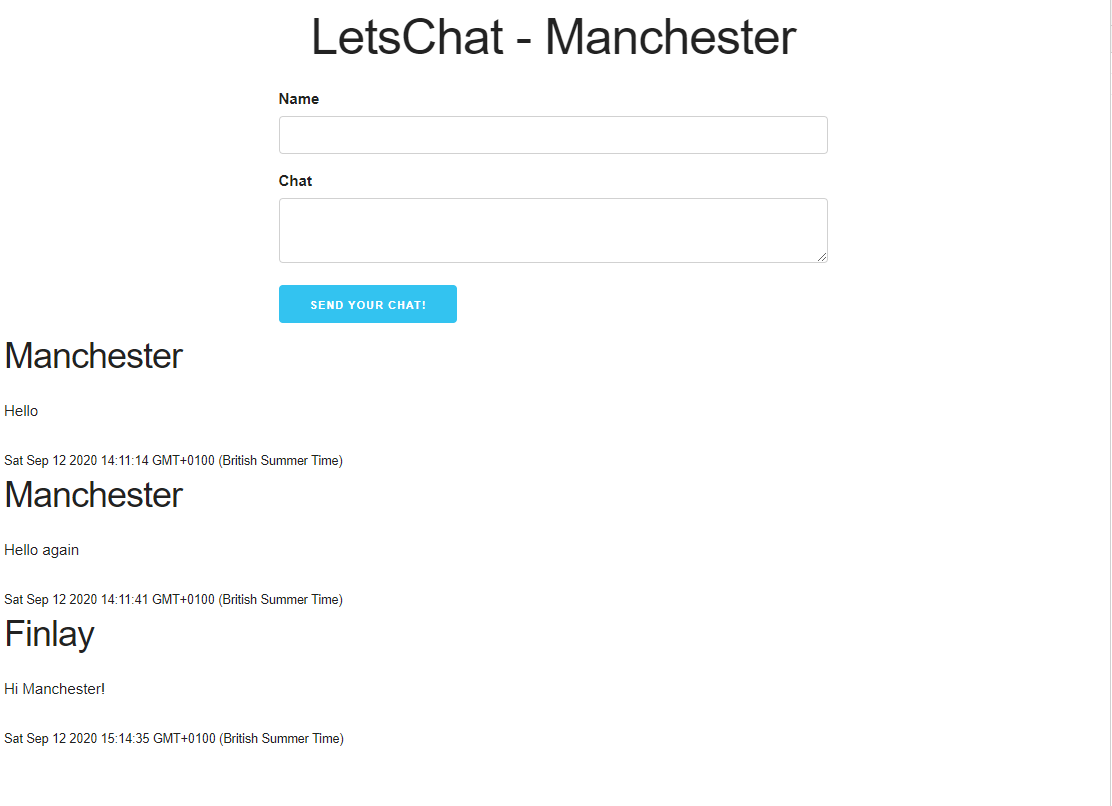 LetsChat - Manchester
Name
Chat
SEND YOUR CHAT!
Manchester
Hello
Sat Sep 12 2020 14:11:14 GMT+0100 (British Summer Time)
Manchester
Hello again
Sat Sep 12 2020 14:11:41 GMT+0100 (British Summer Time)
Finlay
Hi Manchester!
Sat Sep 12 2020 15:14:35 GMT+0100 (British Summer Time)